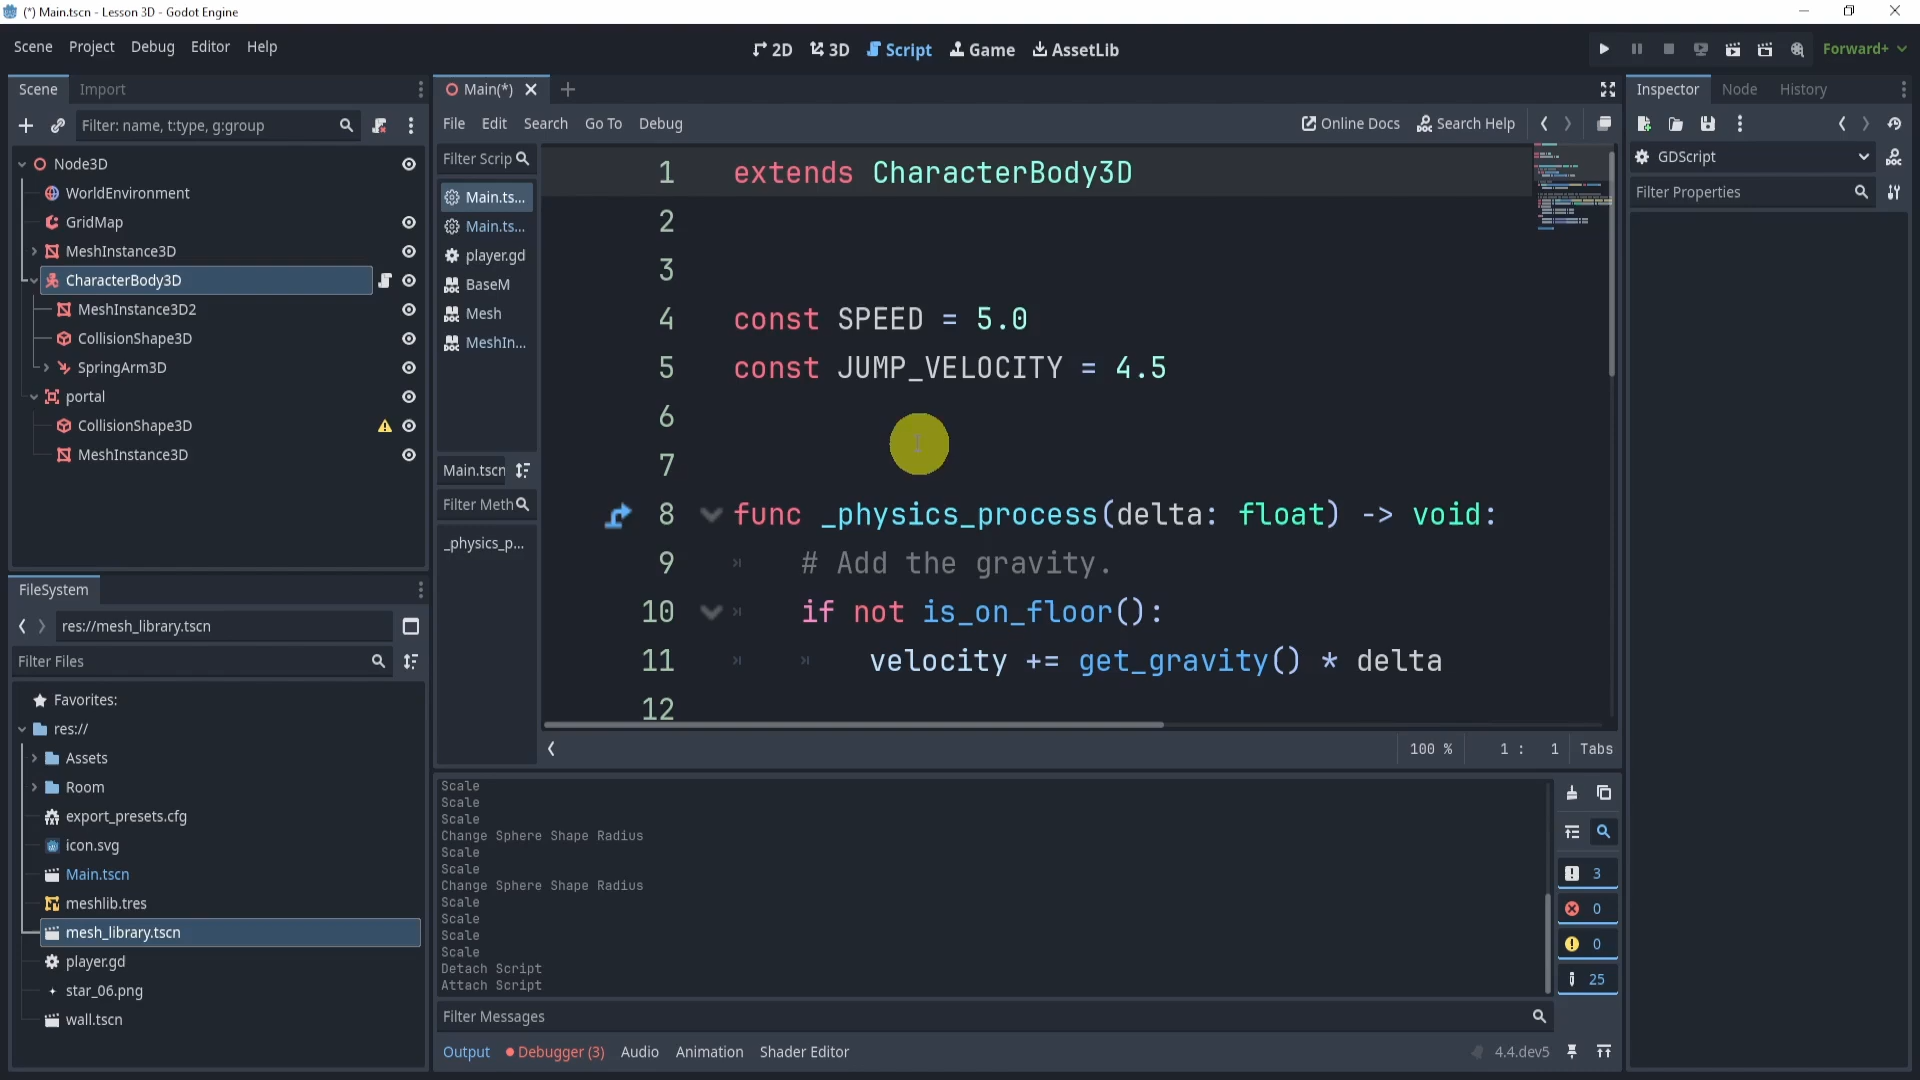 (*) Main.tscn - Lesson 3D - Godot Engine
Scene Project Debug Editor Help
2D 3D Script Game AssetLib
Forward+
Scene Import
Filter: name, t:type, g:group
Node3D
WorldEnvironment
GridMap
MeshInstance3D
CharacterBody3D
MeshInstance3D2
CollisionShape3D
SpringArm3D
portal
CollisionShape3D
MeshInstance3D
FileSystem
res://mesh_library.tscn
Filter Files
Favorites:
res://
Assets
Room
export_presets.cfg
icon.svg
Main.tscn
meshlib.tres
mesh_library.tscn
player.gd
star_06.png
wall.tscn
Main(*)
File Edit Search Go To Debug
Online Docs Search Help
Filter Scrip
Main.ts...
Main.ts...
player.gd
BaseM
Mesh
MeshIn...
Main.tscn
Filter Meth
_physics_p...
1 extends CharacterBody3D
2
3
4 const SPEED = 5.0
5 const JUMP_VELOCITY = 4.5
6
7
8 func _physics_process(delta: float) -> void:
9 # Add the gravity.
10 if not is_on_floor():
11 velocity += get_gravity() * delta
12
100 % 1 : 1 Tabs
Scale
Scale
Scale
Change Sphere Shape Radius
Scale
Scale
Change Sphere Shape Radius
Scale
Scale
Scale
Scale
Detach Script
Attach Script
3
0
0
25
Filter Messages
Output Debugger (3) Audio Animation Shader Editor
4.4.dev5
Inspector Node History
GDScript
Filter Properties